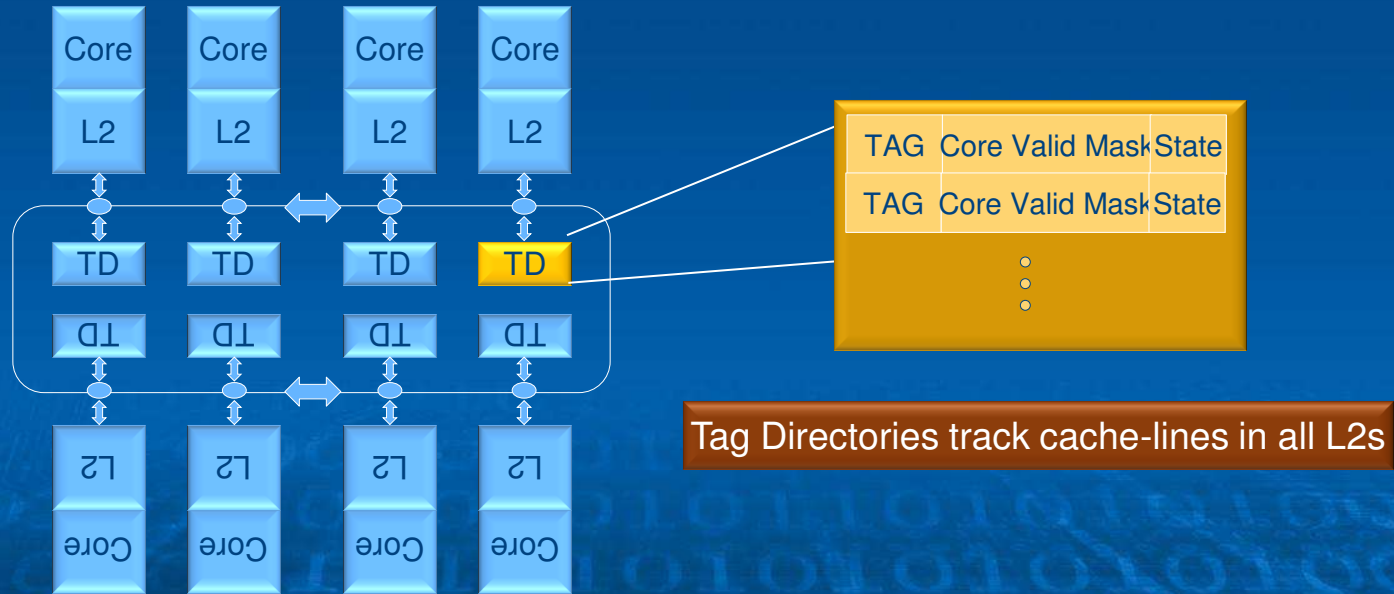 Core Core Core Core
L2 L2 L2 L2
TD TD TD TD
TD TD TD TD
L2 L2 L2 L2
Core Core Core Core
TAG Core Valid Mask State
TAG Core Valid Mask State
Tag Directories track cache-lines in all L2s